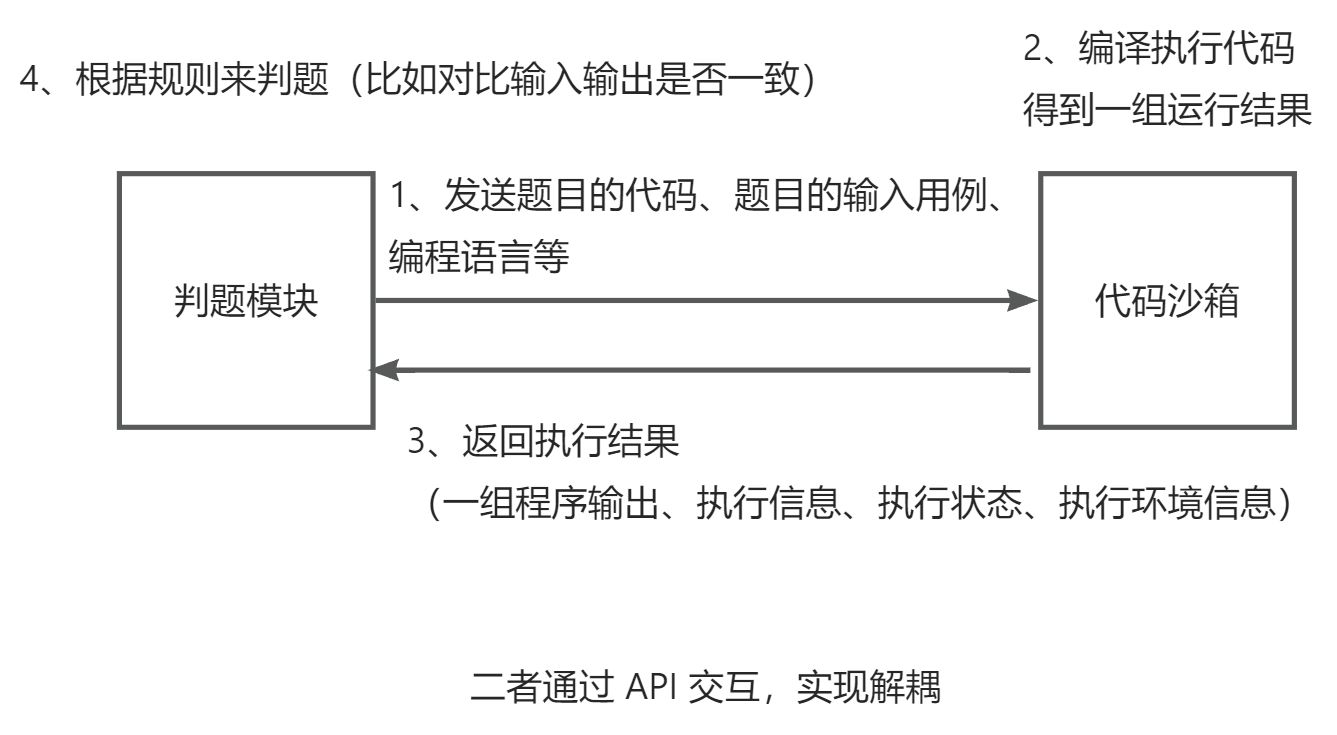 4、根据规则来判题（比如对比输入输出是否一致）
2、编译执行代码
得到一组运行结果
1、发送题目的代码、题目的输入用例、
编程语言等
判题模块
代码沙箱
3、返回执行结果
（一组程序输出、执行信息、执行状态、执行环境信息）
二者通过 API 交互，实现解耦